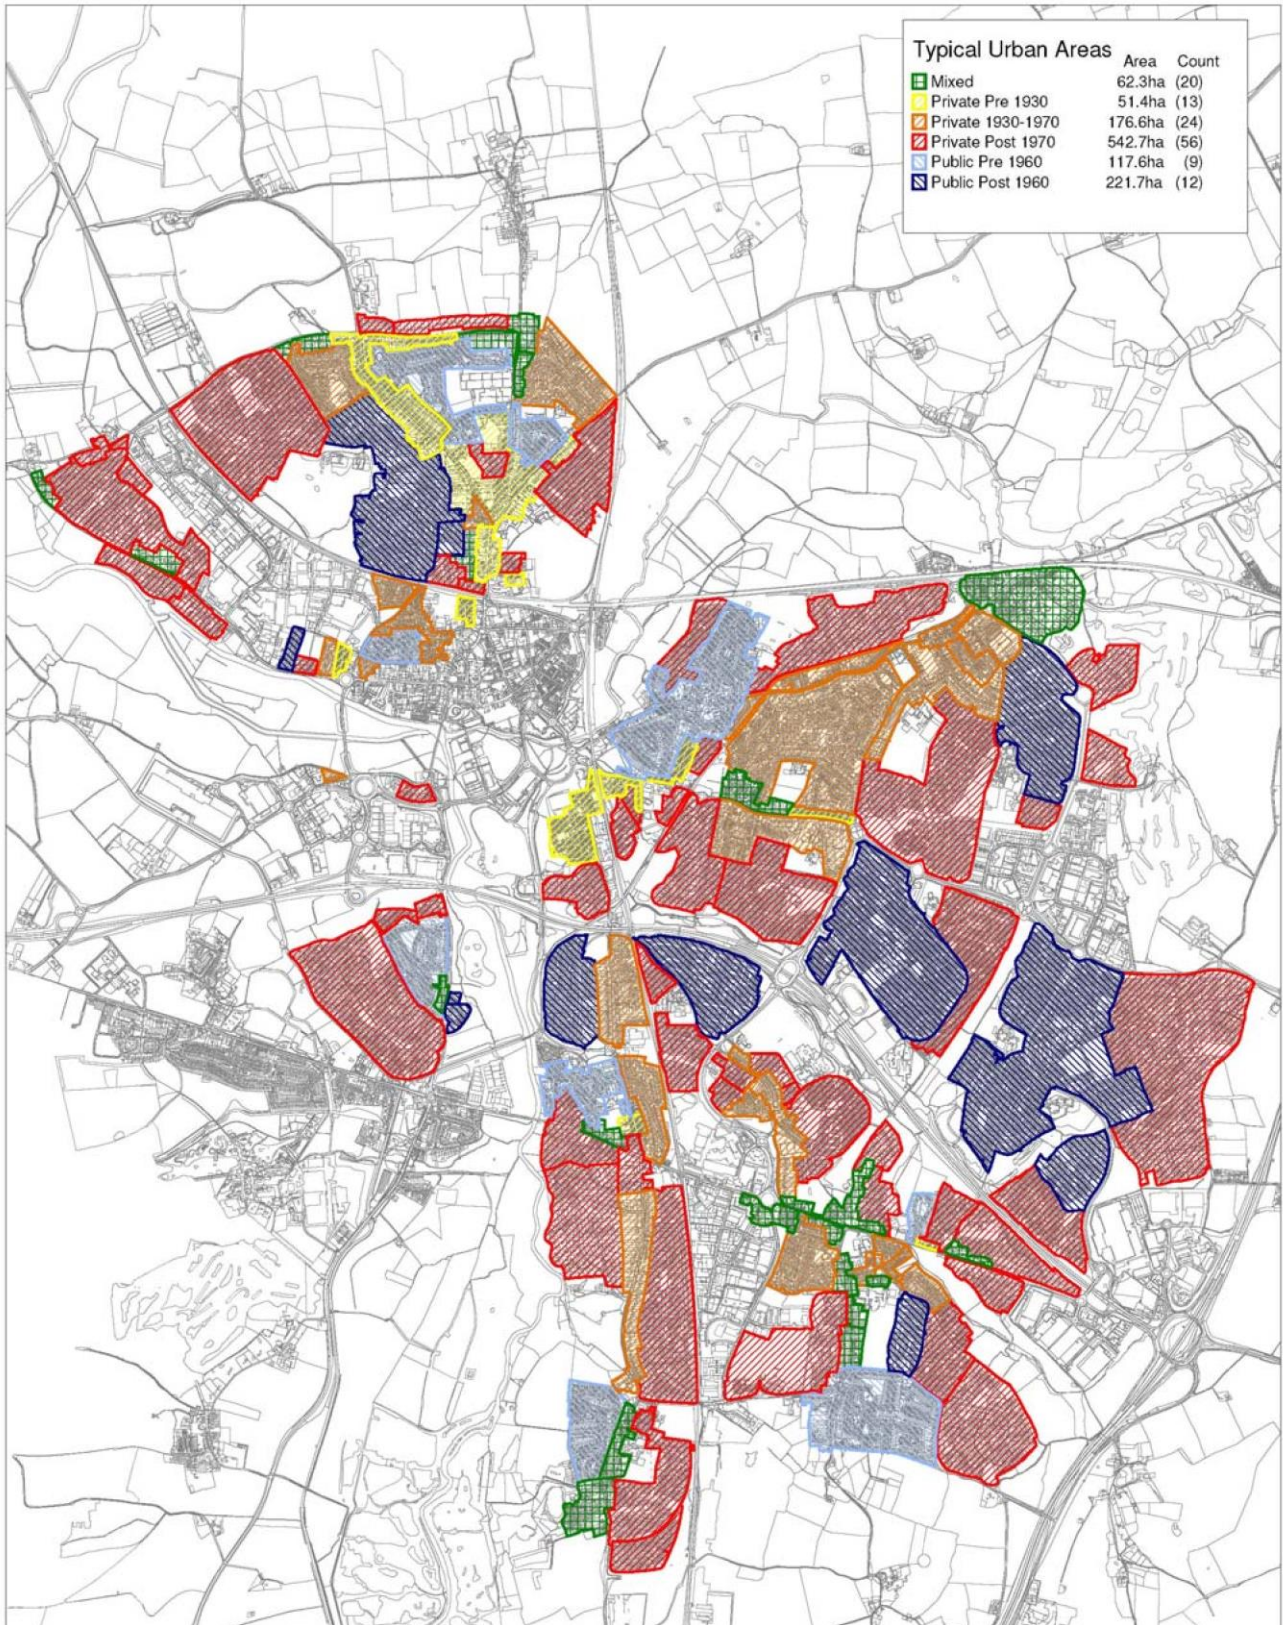 Typical Urban Areas
Area Count
Mixed 62.3ha (20)
Private Pre 1930 51.4ha (13)
Private 1930-1970 176.6ha (24)
Private Post 1970 542.7ha (56)
Public Pre 1960 117.6ha (9)
Public Post 1960 221.7ha (12)